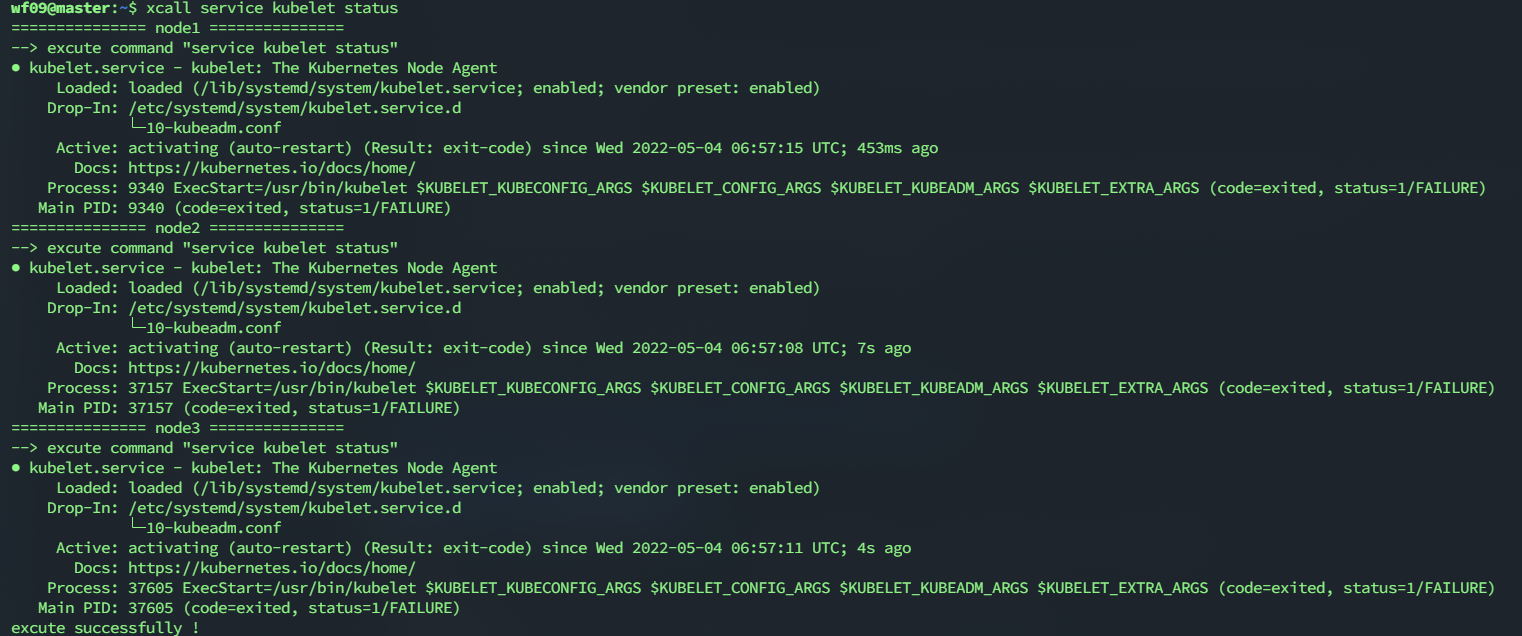 wf09@master:~$ xcall service kubelet status
=============== node1 ===============
--> excute command "service kubelet status"
● kubelet.service - kubelet: The Kubernetes Node Agent
     Loaded: loaded (/lib/systemd/system/kubelet.service; enabled; vendor preset: enabled)
    Drop-In: /etc/systemd/system/kubelet.service.d
             └─10-kubeadm.conf
     Active: activating (auto-restart) (Result: exit-code) since Wed 2022-05-04 06:57:15 UTC; 453ms ago
       Docs: https://kubernetes.io/docs/home/
    Process: 9340 ExecStart=/usr/bin/kubelet $KUBELET_KUBECONFIG_ARGS $KUBELET_CONFIG_ARGS $KUBELET_KUBEADM_ARGS $KUBELET_EXTRA_ARGS (code=exited, status=1/FAILURE)
   Main PID: 9340 (code=exited, status=1/FAILURE)
=============== node2 ===============
--> excute command "service kubelet status"
● kubelet.service - kubelet: The Kubernetes Node Agent
     Loaded: loaded (/lib/systemd/system/kubelet.service; enabled; vendor preset: enabled)
    Drop-In: /etc/systemd/system/kubelet.service.d
             └─10-kubeadm.conf
     Active: activating (auto-restart) (Result: exit-code) since Wed 2022-05-04 06:57:08 UTC; 7s ago
       Docs: https://kubernetes.io/docs/home/
    Process: 37157 ExecStart=/usr/bin/kubelet $KUBELET_KUBECONFIG_ARGS $KUBELET_CONFIG_ARGS $KUBELET_KUBEADM_ARGS $KUBELET_EXTRA_ARGS (code=exited, status=1/FAILURE)
   Main PID: 37157 (code=exited, status=1/FAILURE)
=============== node3 ===============
--> excute command "service kubelet status"
● kubelet.service - kubelet: The Kubernetes Node Agent
     Loaded: loaded (/lib/systemd/system/kubelet.service; enabled; vendor preset: enabled)
    Drop-In: /etc/systemd/system/kubelet.service.d
             └─10-kubeadm.conf
     Active: activating (auto-restart) (Result: exit-code) since Wed 2022-05-04 06:57:11 UTC; 4s ago
       Docs: https://kubernetes.io/docs/home/
    Process: 37605 ExecStart=/usr/bin/kubelet $KUBELET_KUBECONFIG_ARGS $KUBELET_CONFIG_ARGS $KUBELET_KUBEADM_ARGS $KUBELET_EXTRA_ARGS (code=exited, status=1/FAILURE)
   Main PID: 37605 (code=exited, status=1/FAILURE)
excute successfully !